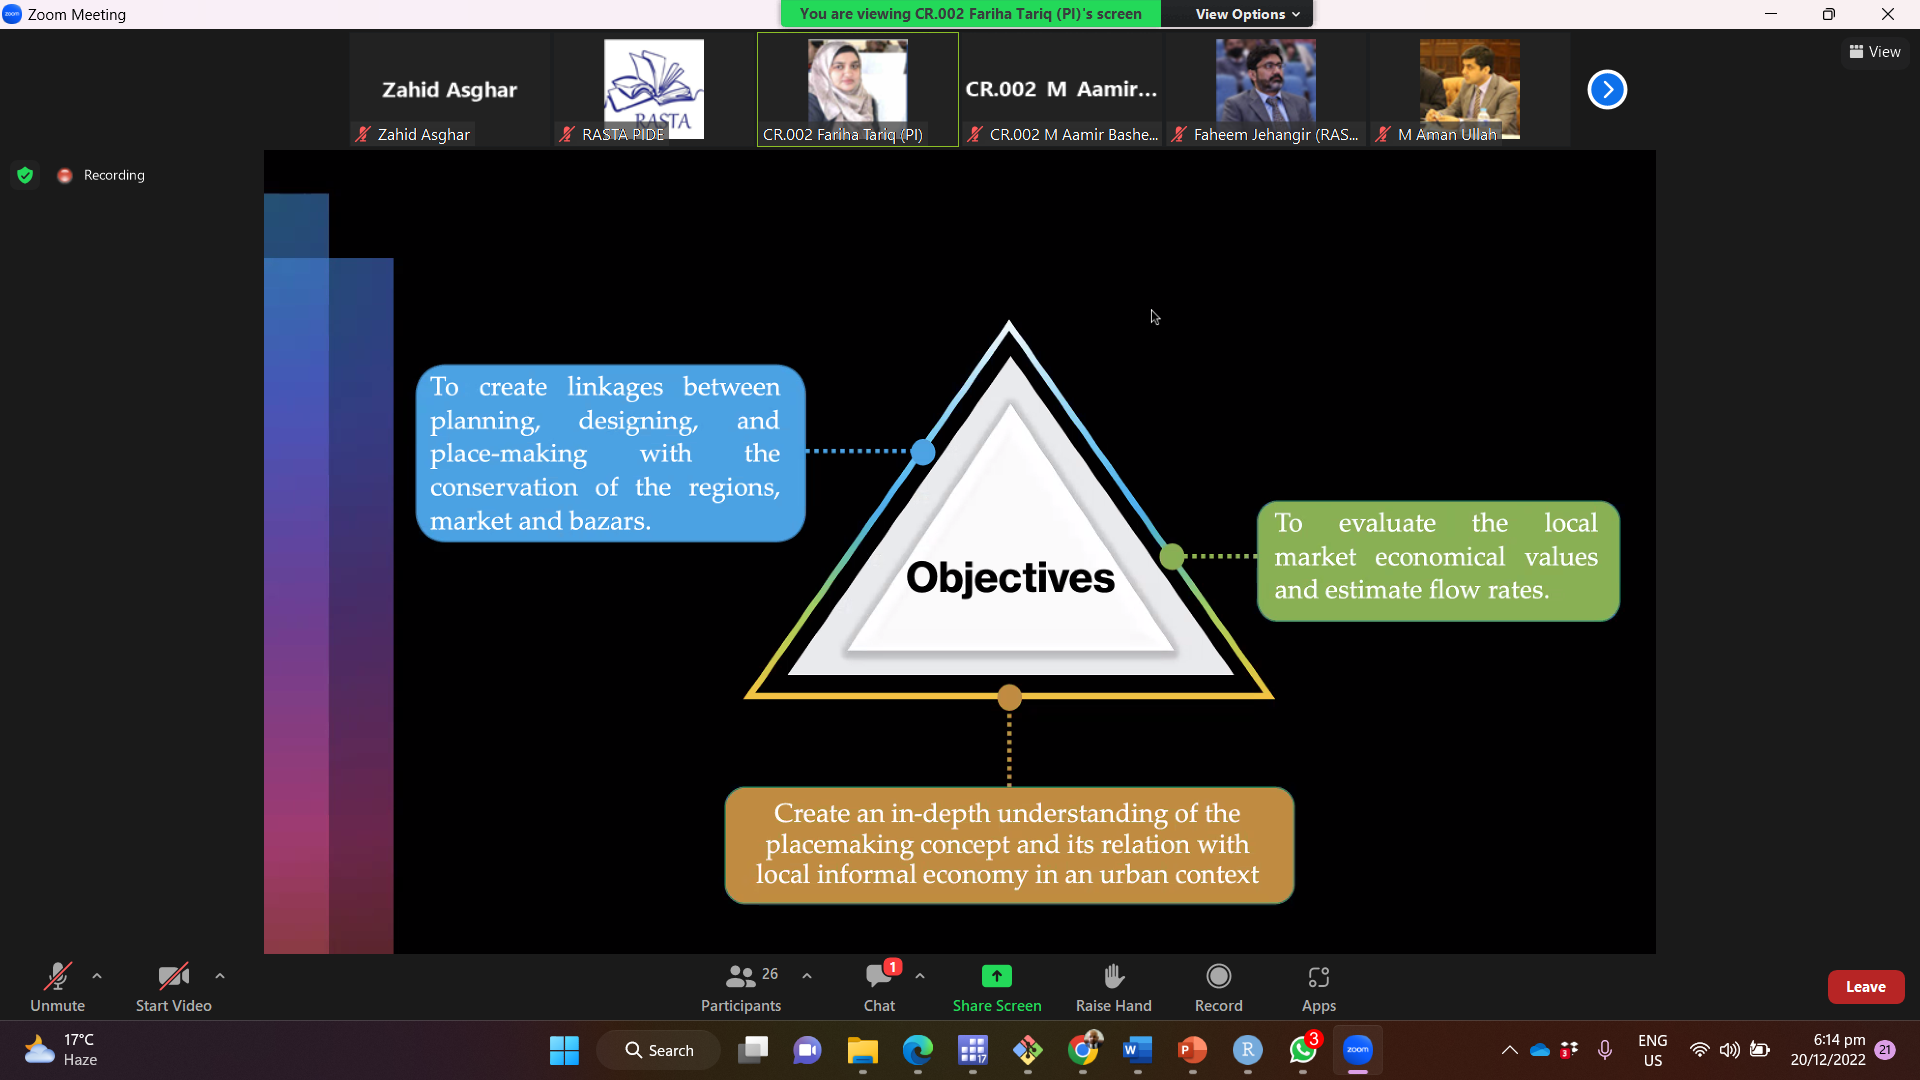 zoom Zoom Meeting
You are viewing CR.002 Fariha Tariq (PI)'s screen
View Options
View
Zahid Asghar
CR.002 M Aamir...
RASTA
Zahid Asghar
RASTA PIDE
CR.002 Fariha Tariq (PI)
CR.002 M Aamir Bashe...
Faheem Jehangir (RAS...
M Aman Ullah
Recording
To create linkages between
planning, designing, and
place-making with the
conservation of the regions,
market and bazars.
Objectives
To evaluate the local
market economical values
and estimate flow rates.
Create an in-depth understanding of the
placemaking concept and its relation with
local informal economy in an urban context
Unmute
Start Video
26
Participants
1
Chat
Share Screen
Raise Hand
Record
Apps
Leave
17°C
Haze
Search
17
W
P
R
3
zoom
3
ENG
US
6:14 pm
20/12/2022
21